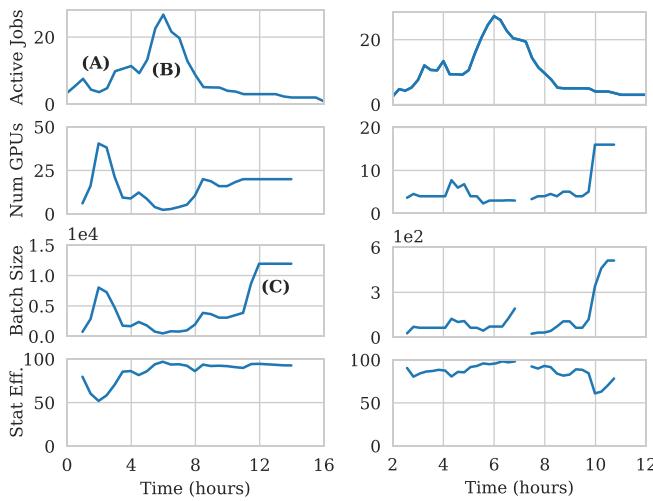 Active Jobs
20
0
(A)
(B)
20
0
Num GPUs
50
25
0
20
10
0
Batch Size
1e4
1.5
1.0
0.5
0.0
(C)
1e2
6
3
0
Stat Eff.
100
50
0
0 4 8 12 16
Time (hours)
100
50
0
2 4 6 8 10 12
Time (hours)